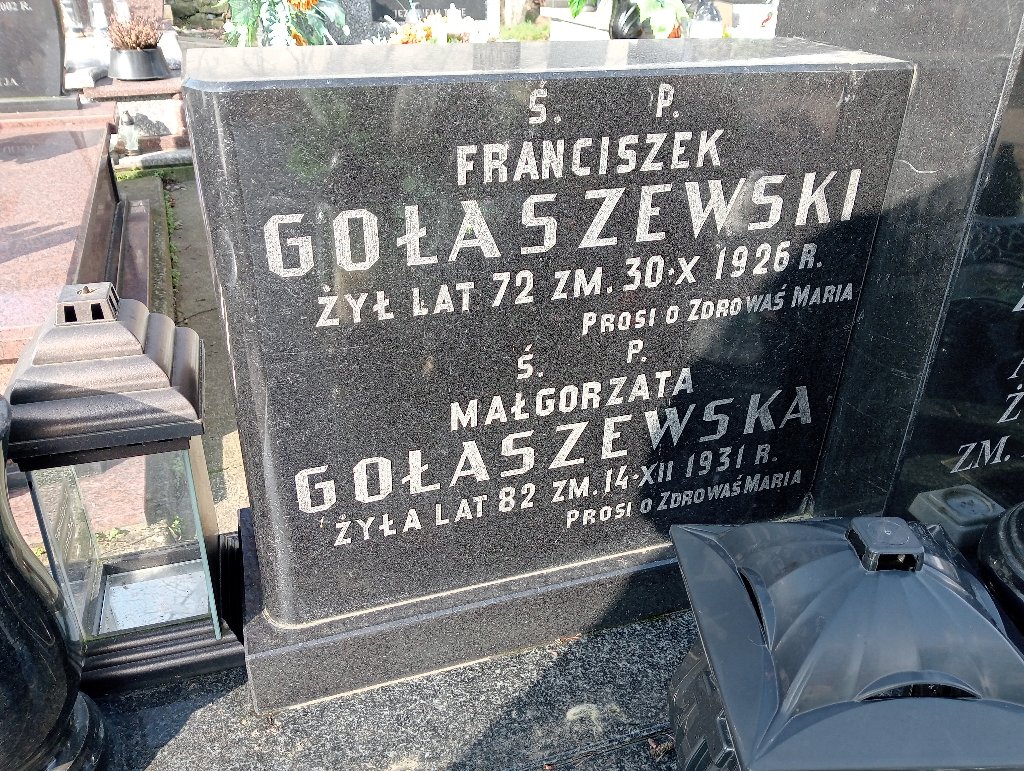 Ś. P.
FRANCISZEK
GOŁASZEWSKI
ŻYŁ LAT 72 ZM. 30·X 1926 R.
PROSI O ZDROWAŚ MARIA
Ś. P.
MAŁGORZATA
GOŁASZEWSKA
ŻYŁA LAT 82 ZM. 14·XII 1931 R.
PROSI O ZDROWAŚ MARIA
ZM.